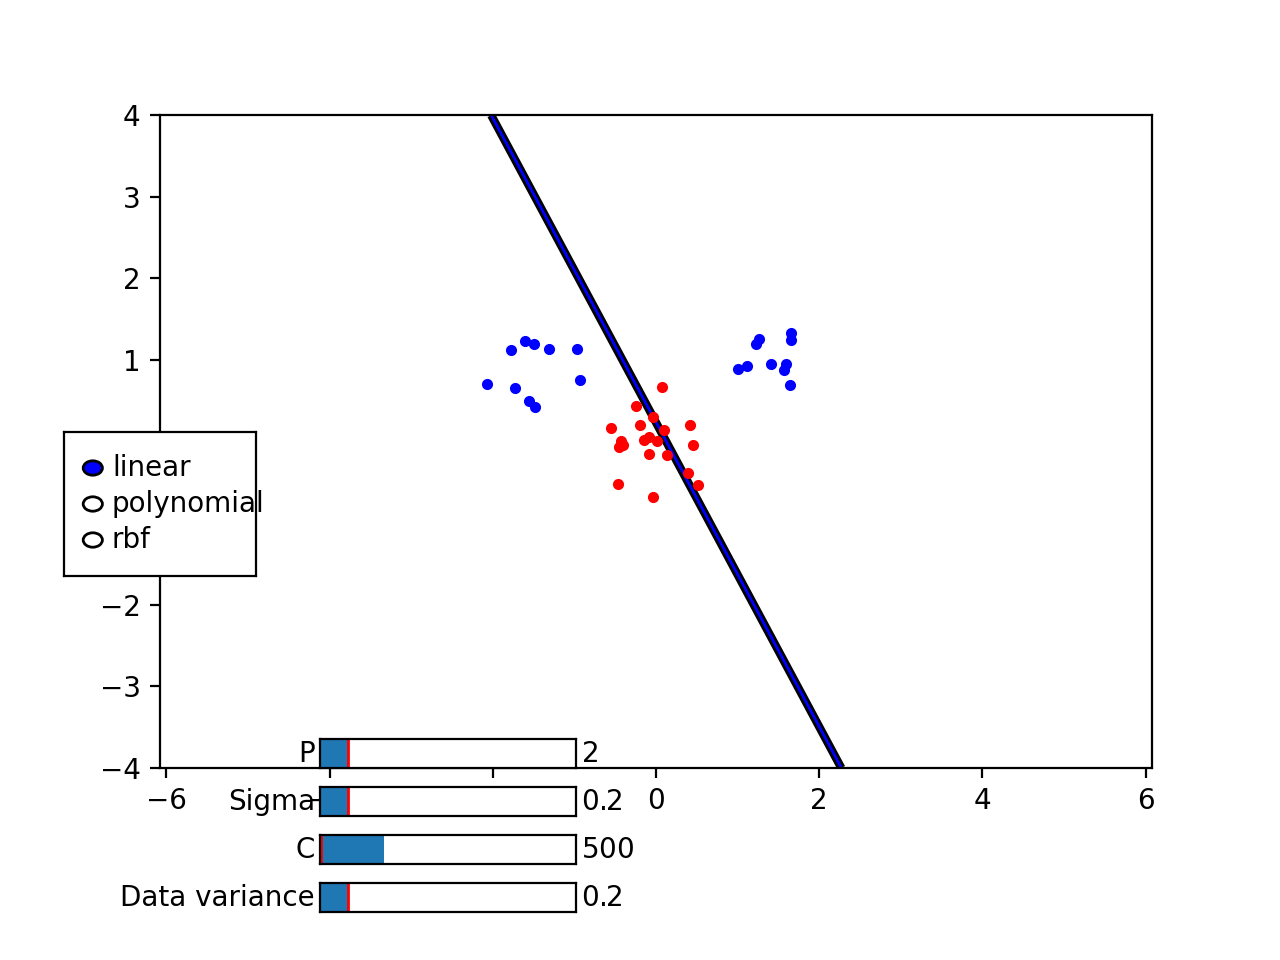 4
3
2
1
linear
polynomial
rbf
−2
−3
P 2
−4
−6 0 2 4 6
Sigma 0.2
C 500
Data variance 0.2